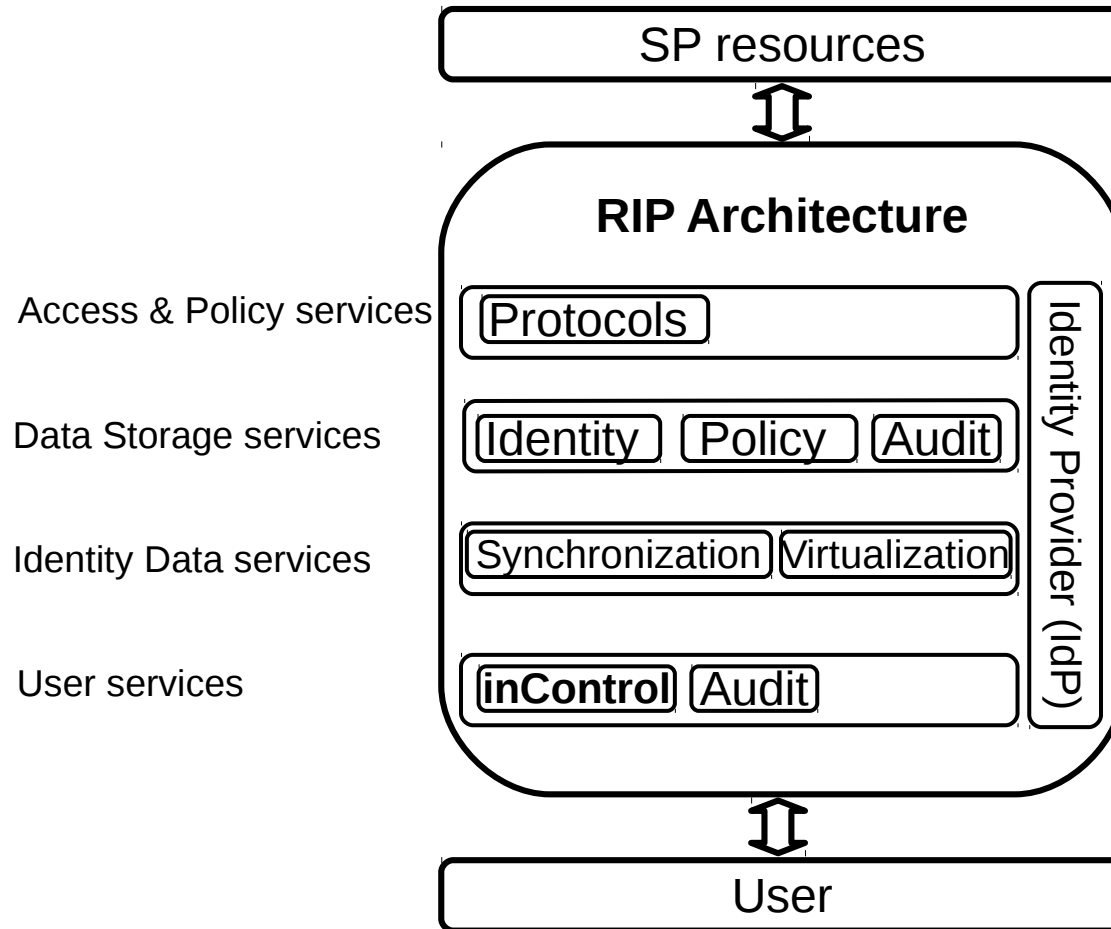 SP resources
RIP Architecture
Access & Policy services
Protocols
Data Storage services
Identity
Policy
Audit
Identity Data services
Synchronization
Virtualization
User services
inControl
Audit
Identity Provider (IdP)
User